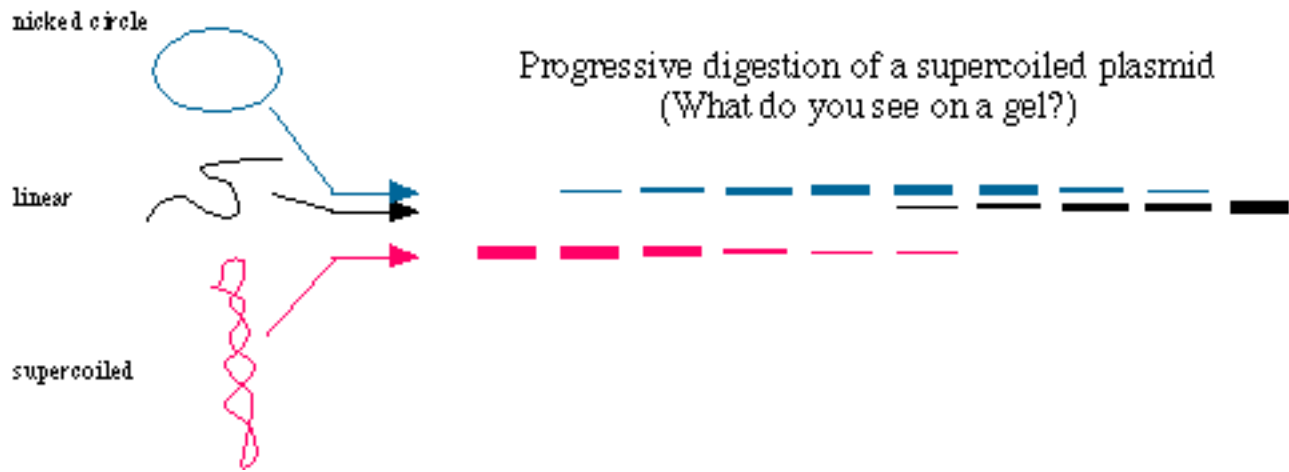 nicked circle
Progressive digestion of a supercoiled plasmid
(What do you see on a gel?)
linear
supercoiled